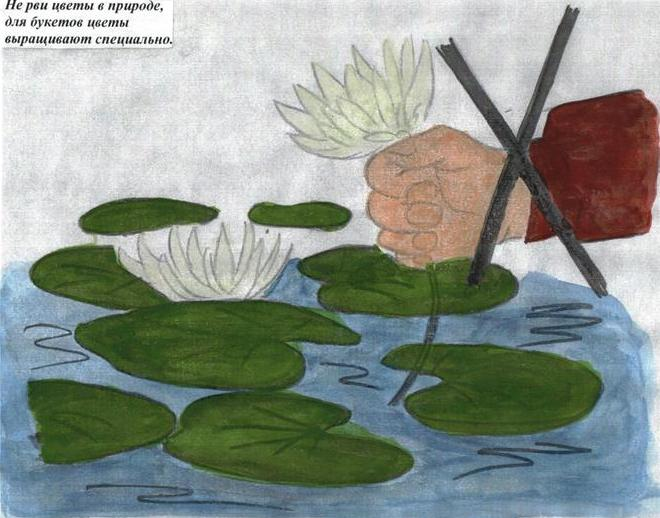 Не рви цветы в природе,
для букетов цветы
выращивают специально.